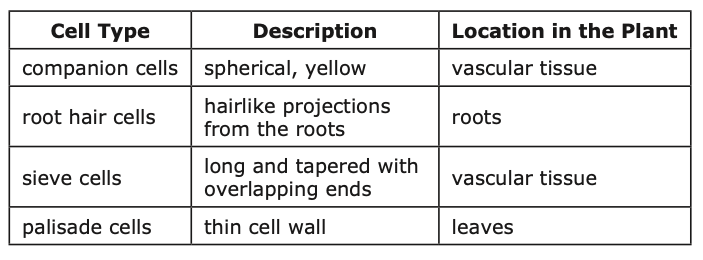 Cell Type Description Location in the Plant
companion cells spherical, yellow vascular tissue
root hair cells hairlike projections from the roots roots
sieve cells long and tapered with overlapping ends vascular tissue
palisade cells thin cell wall leaves